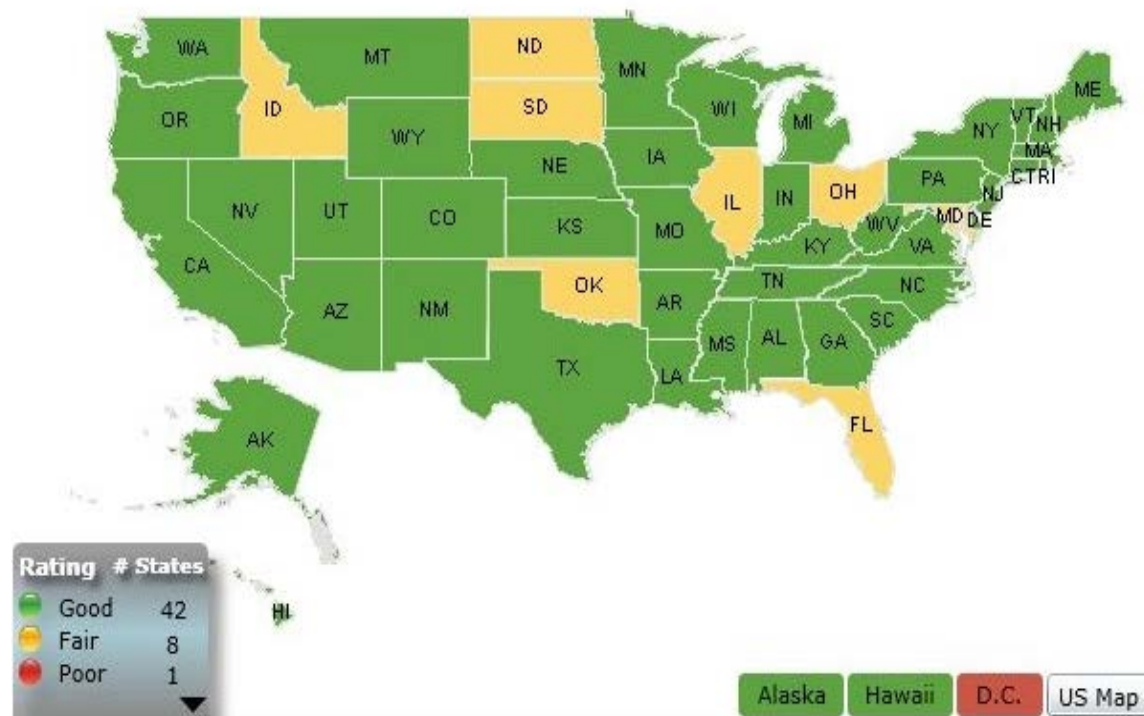 WA
MT
ND
MN
ME
OR
ID
SD
WI
MI
NY
VT
NH
WY
MA
NE
IA
CT
RI
PA
NJ
NV
UT
CO
IL
IN
OH
MD
DE
KS
MO
WV
VA
CA
KY
OK
TN
NC
AZ
NM
AR
SC
MS
AL
GA
TX
LA
FL
AK
HI
Rating # States
Good 42
Fair 8
Poor 1
Alaska Hawaii D.C. US Map